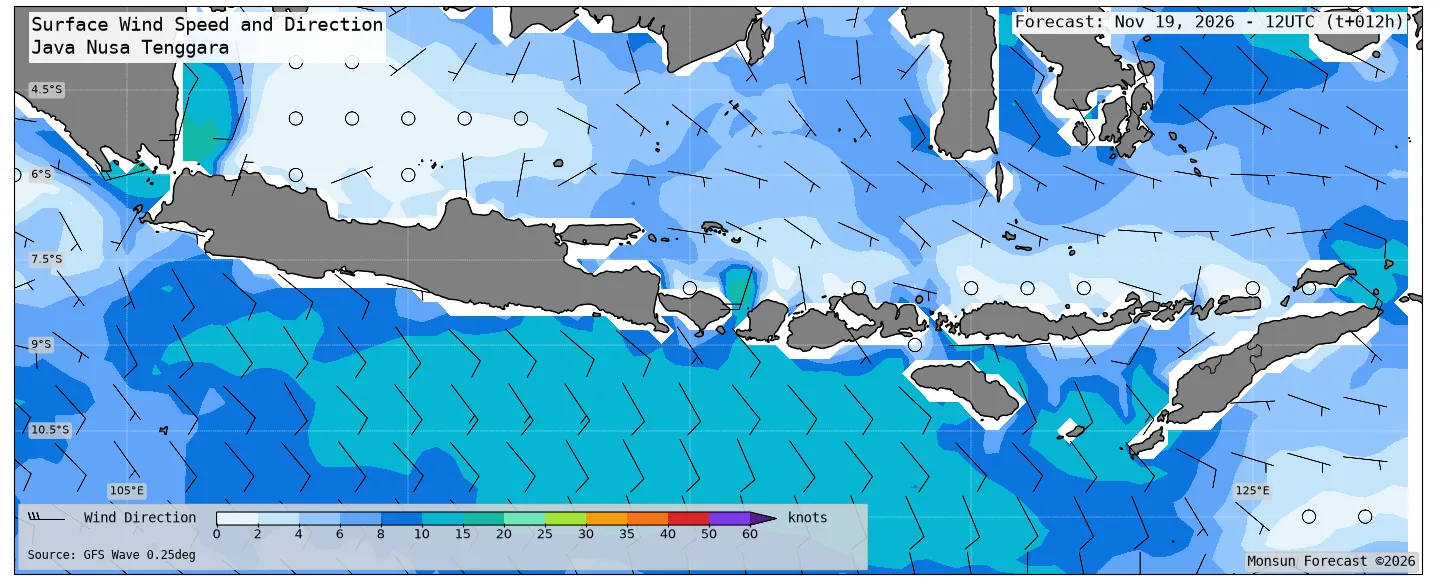 Surface Wind Speed and Direction
Java Nusa Tenggara
Forecast: Nov 19, 2026 - 12UTC (t+012h)
4.5°S
6°S
7.5°S
9°S
10.5°S
105°E
125°E
Wind Direction
0 2 4 6 8 10 12 15 20 25 30 35 40 50 60
knots
Source: GFS Wave 0.25deg
Monsun Forecast ©2026